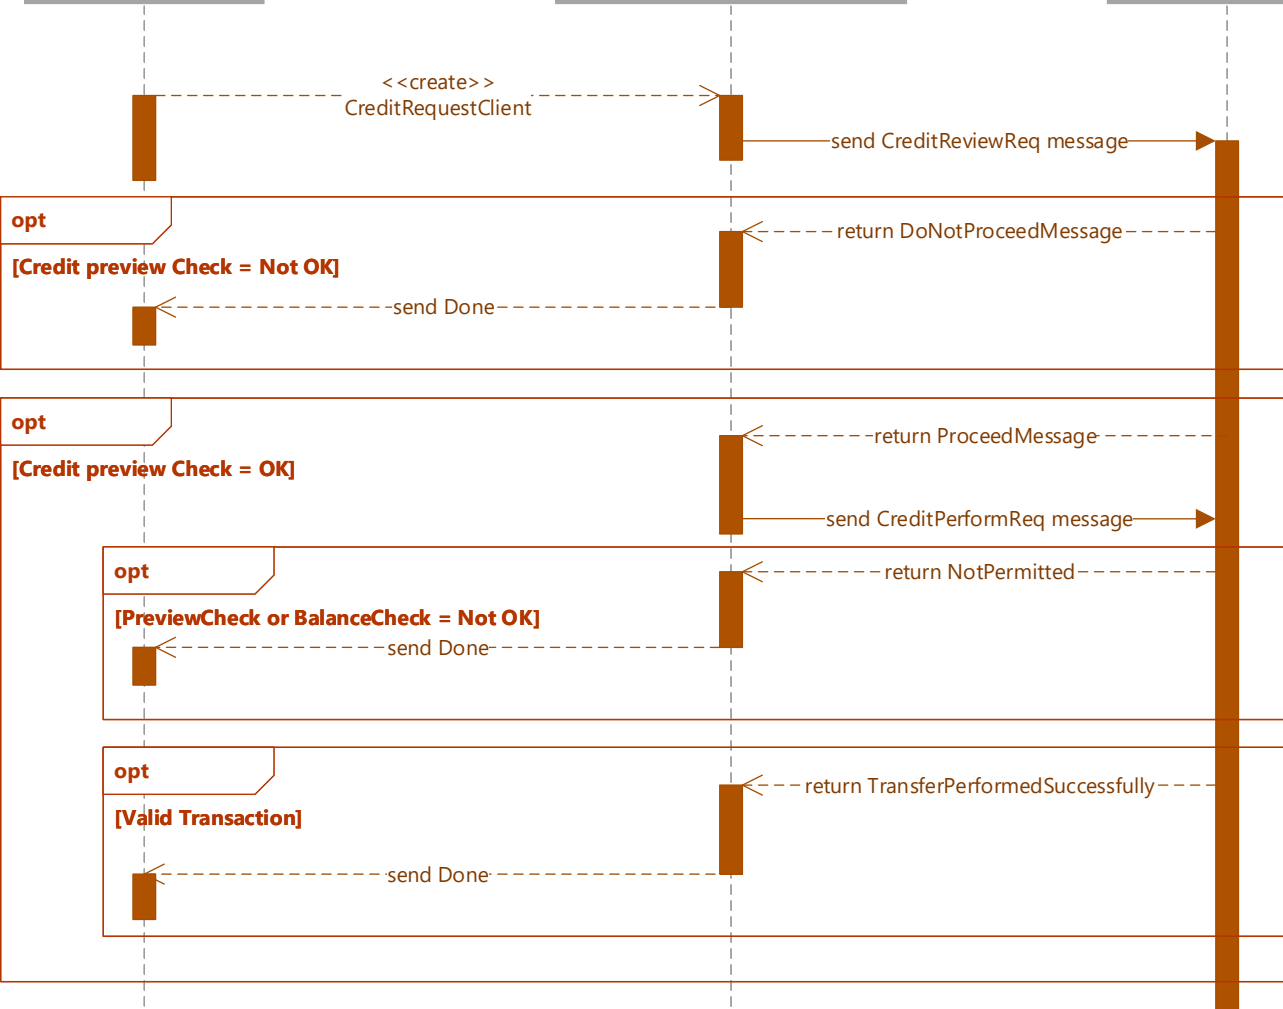 <<create>>
CreditRequestClient
send CreditReviewReq message
opt
return DoNotProceedMessage
[Credit preview Check = Not OK]
send Done
opt
return ProceedMessage
[Credit preview Check = OK]
send CreditPerformReq message
opt
return NotPermitted
[PreviewCheck or BalanceCheck = Not OK]
send Done
opt
return TransferPerformedSuccessfully
[Valid Transaction]
send Done